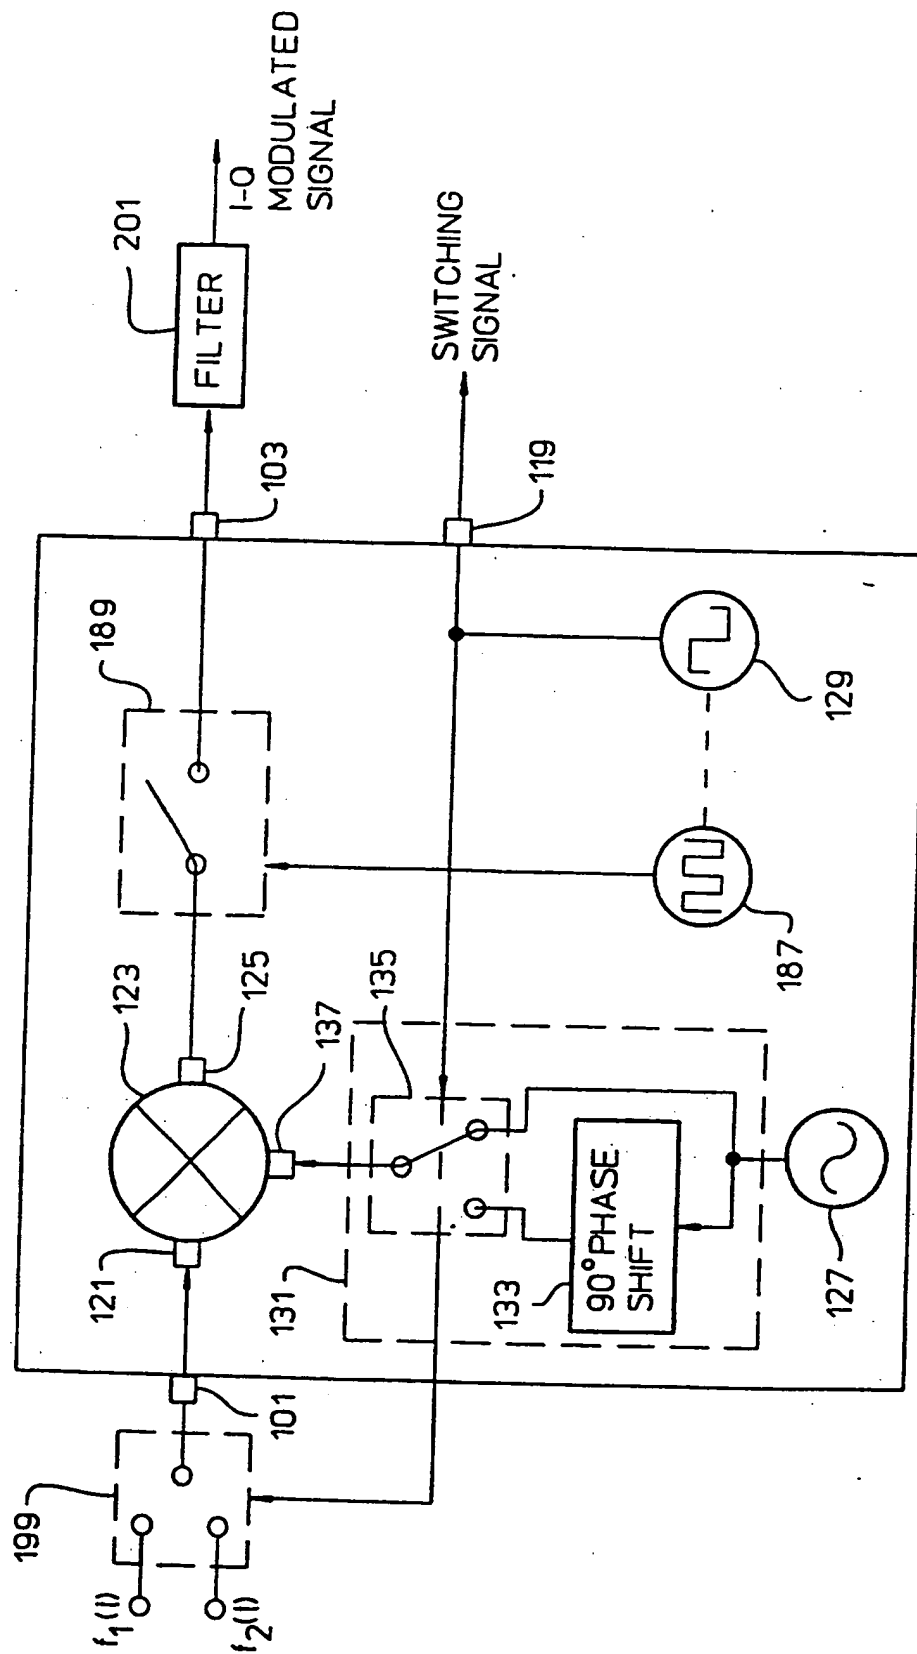 199
f₁(l)
f₂(l)
101
121
123
125
189
103
201
FILTER
I-Q
MODULATED
SIGNAL
131
137
135
133
90° PHASE
SHIFT
127
187
129
119
SWITCHING
SIGNAL